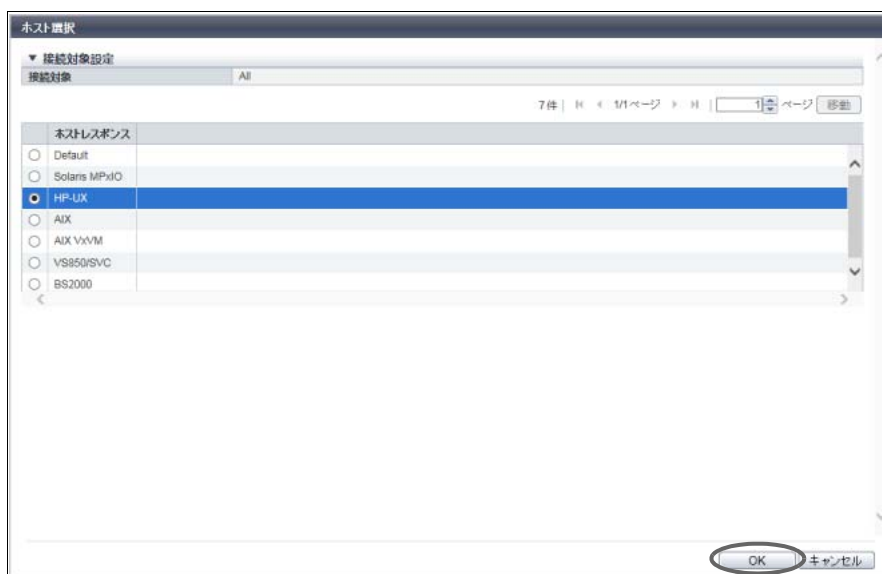 ホスト選択
▼ 接続対象設定
接続対象 All
7件 1/1ページ 1 ページ 移動
ホストレスポンス
Default
Solaris MPxIO
HP-UX
AIX
AIX VxVM
VS850/SVC
BS2000
OK キャンセル